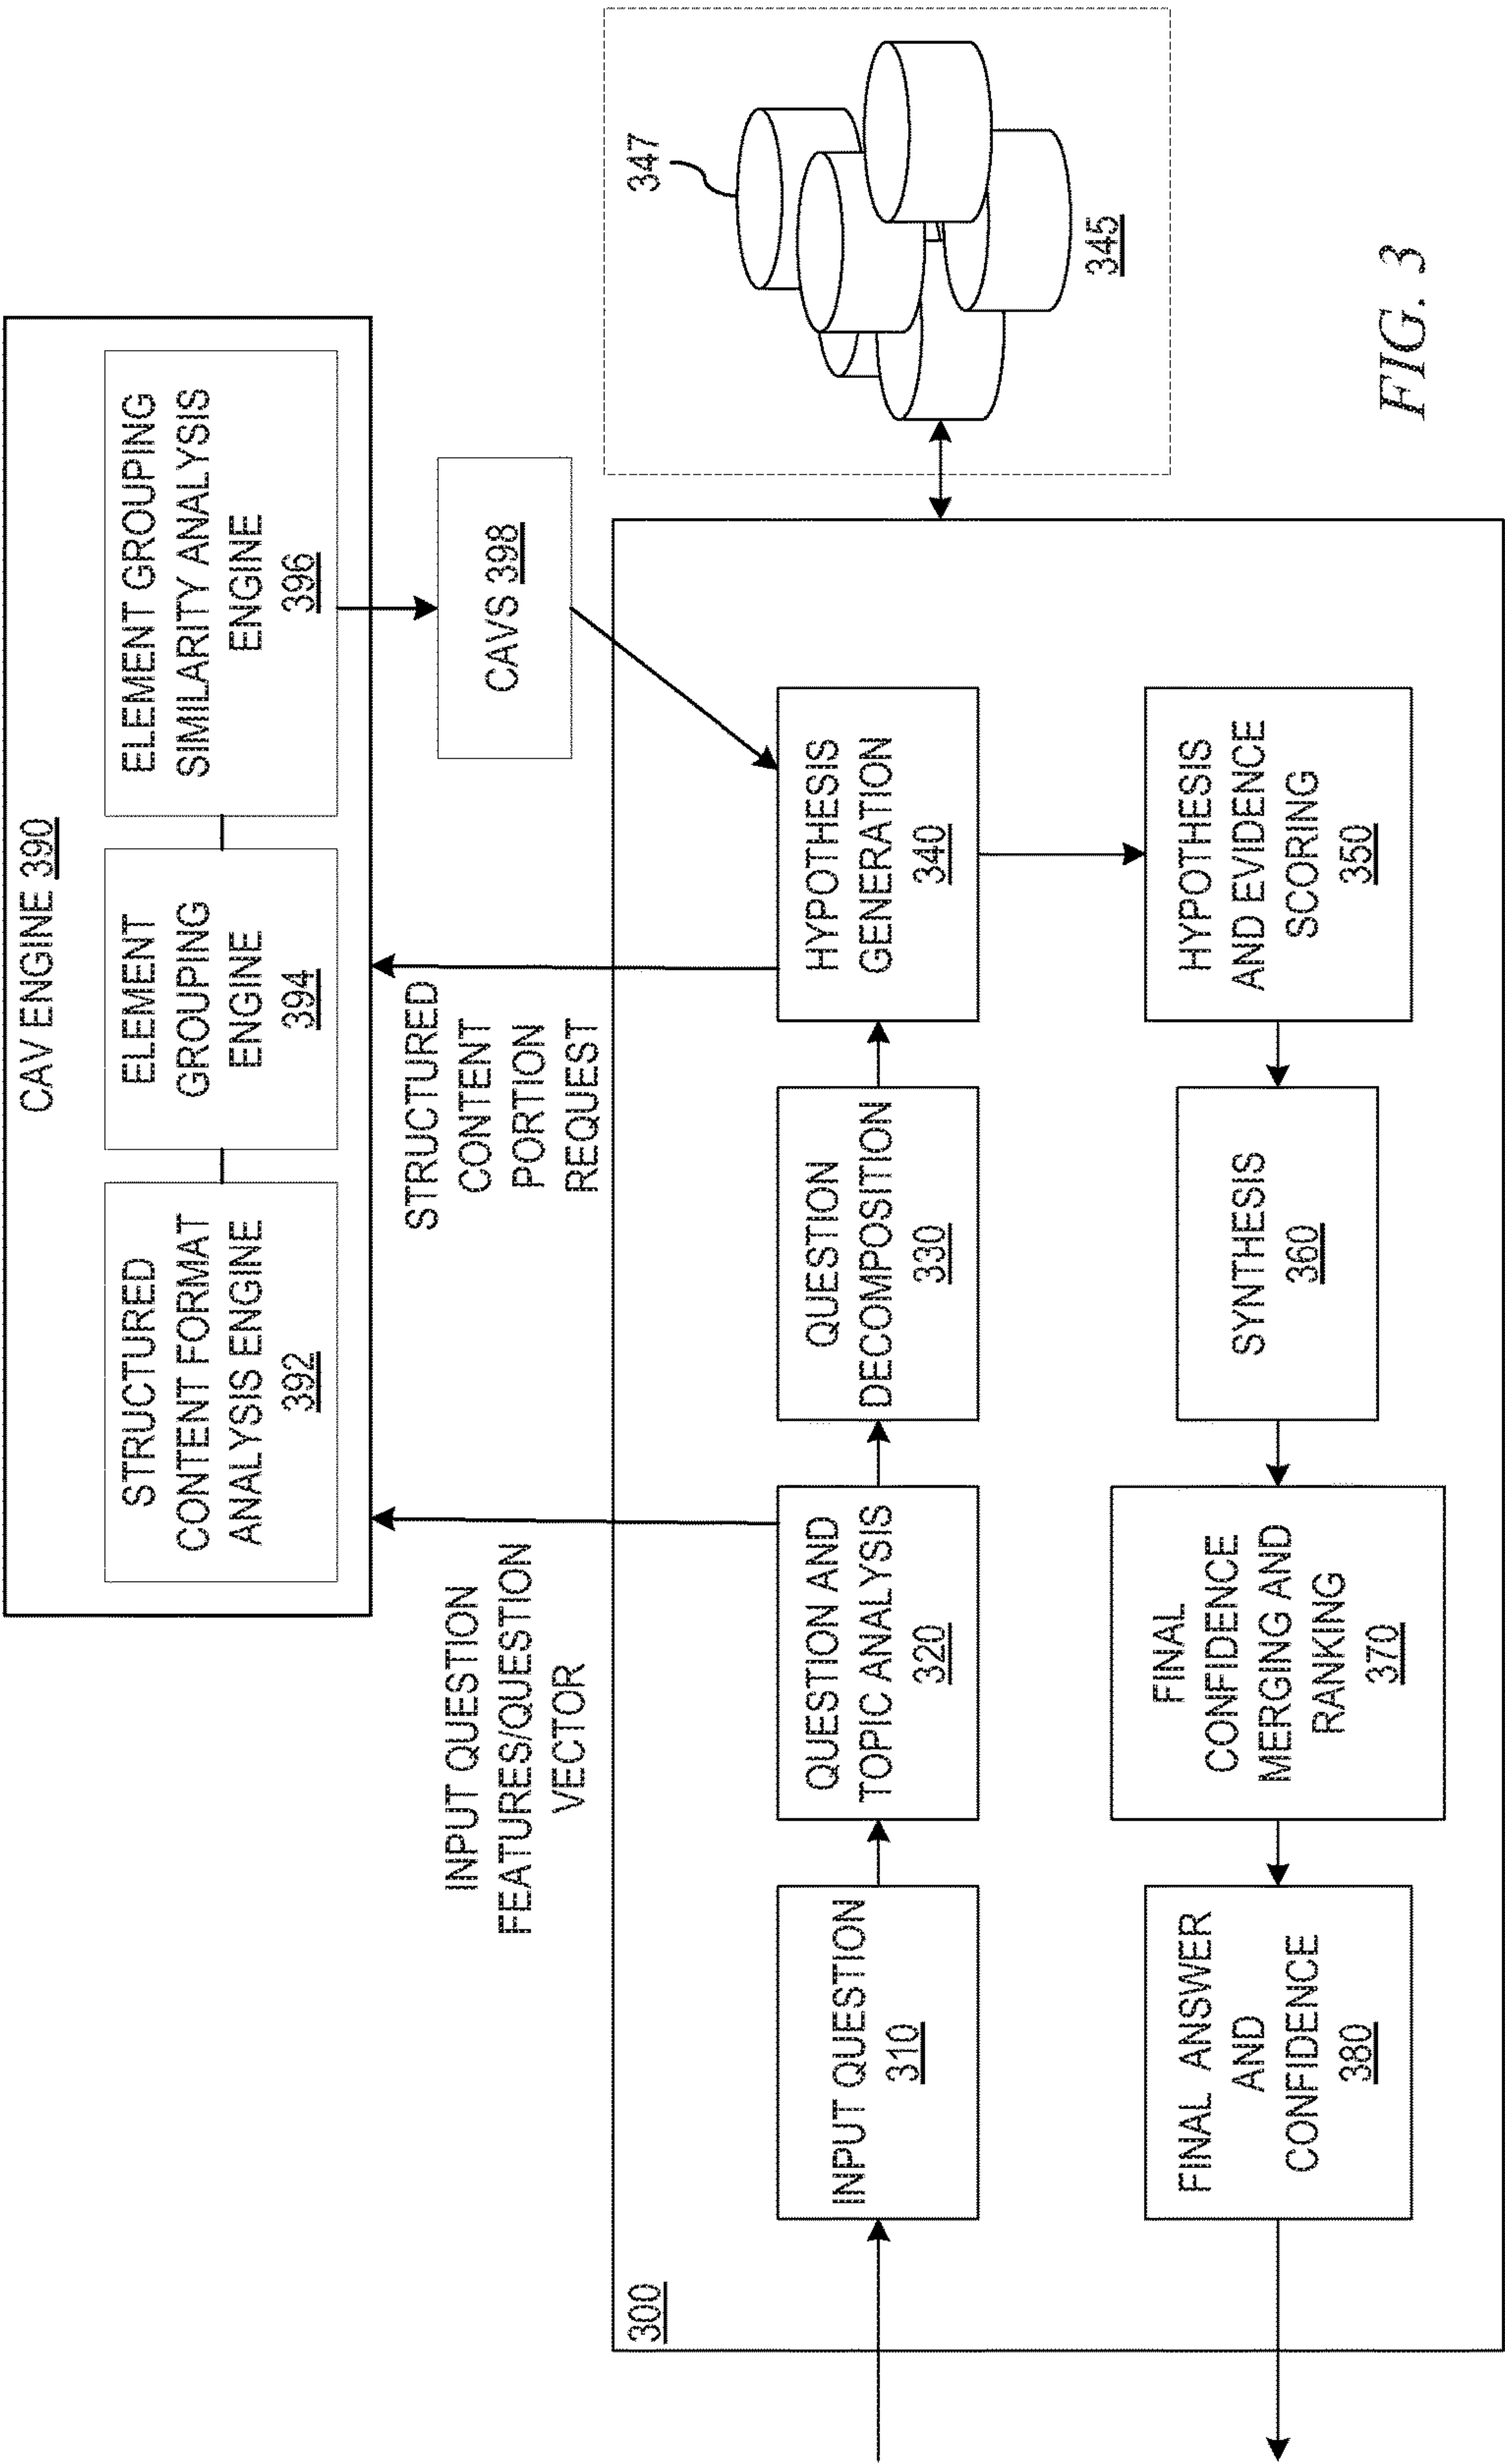 CAV ENGINE 390
STRUCTURED
CONTENT FORMAT
ANALYSIS ENGINE
392
ELEMENT
GROUPING
ENGINE
394
ELEMENT GROUPING
SIMILARITY ANALYSIS
ENGINE
396
INPUT QUESTION
FEATURES/QUESTION
VECTOR
STRUCTURED
CONTENT
PORTION
REQUEST
CAVS 398
300
INPUT QUESTION
310
QUESTION AND
TOPIC ANALYSIS
320
QUESTION
DECOMPOSITION
330
HYPOTHESIS
GENERATION
340
347
345
FINAL ANSWER
AND
CONFIDENCE
380
FINAL
CONFIDENCE
MERGING AND
RANKING
370
SYNTHESIS
360
HYPOTHESIS
AND EVIDENCE
SCORING
350
FIG. 3